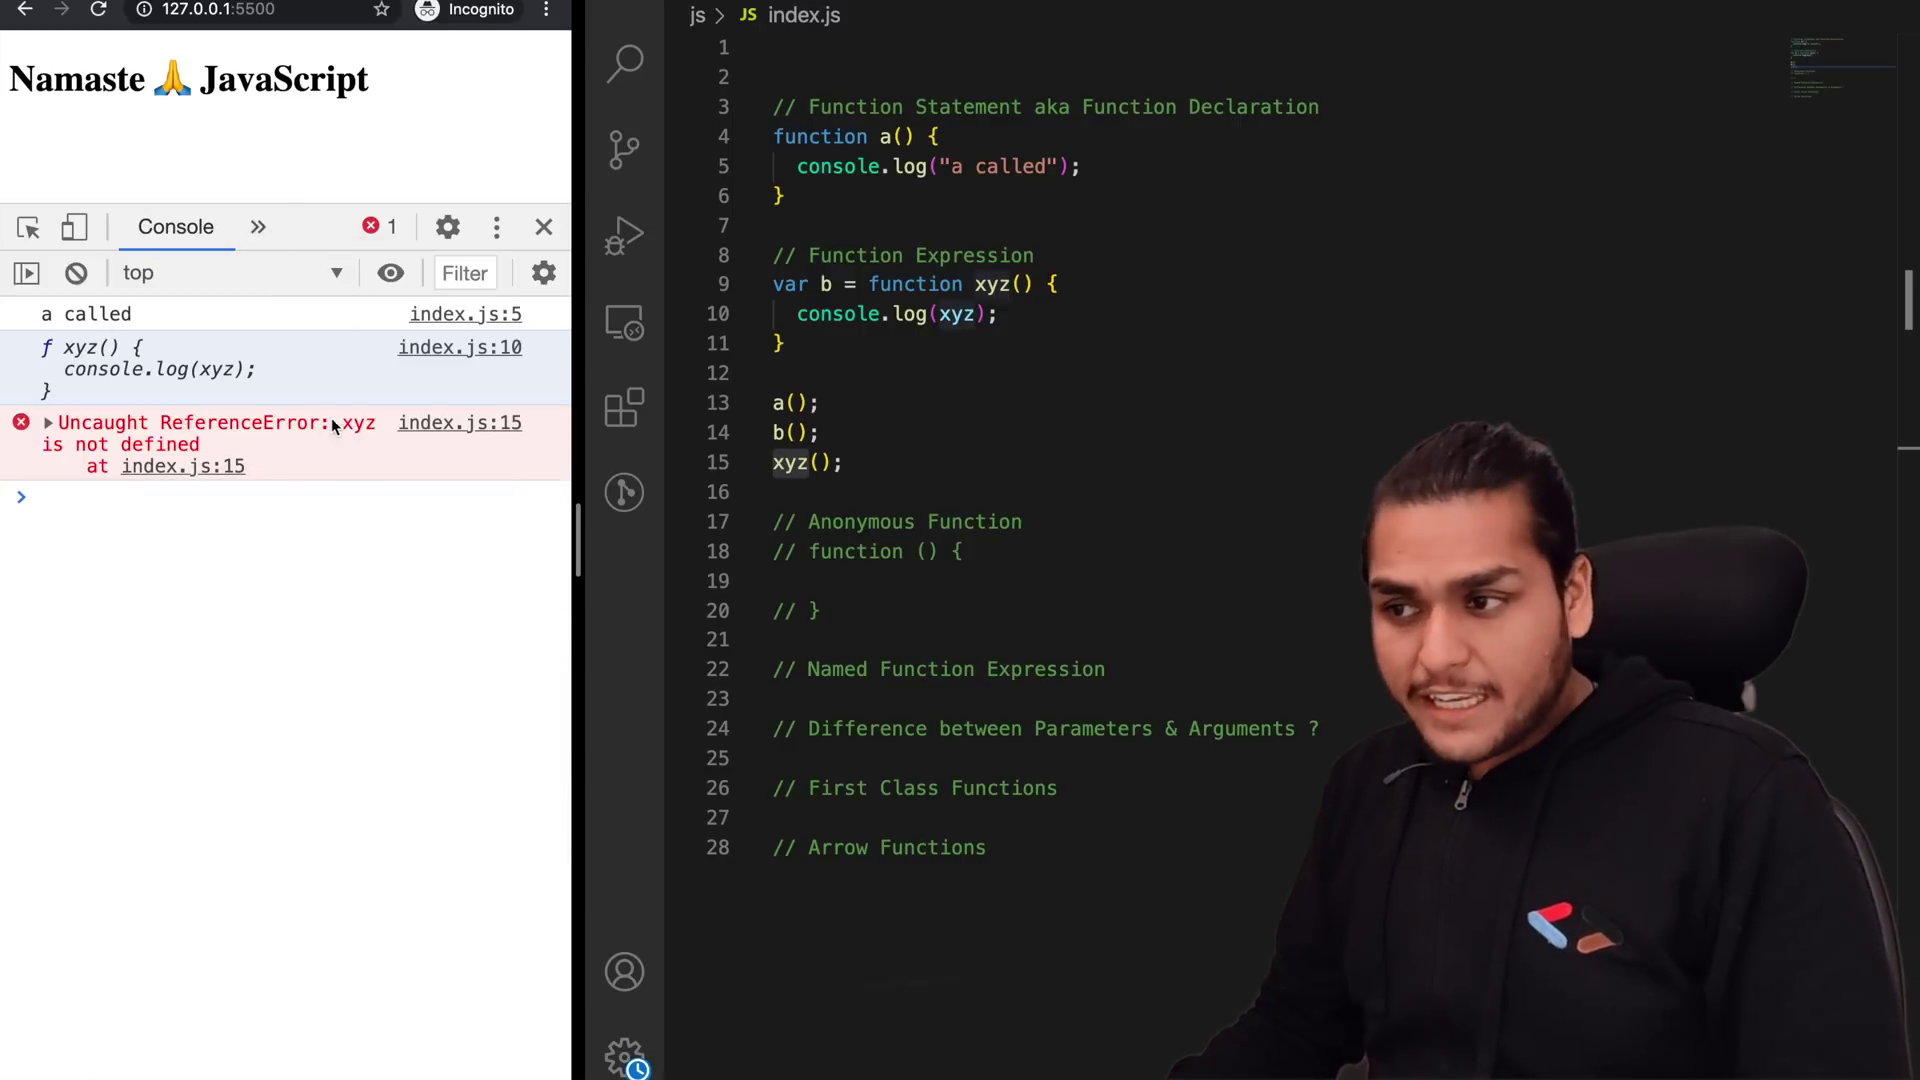 127.0.0.1:5500
Incognito
Namaste 🙏 JavaScript
Console
1
top
Filter
a called index.js:5
f xyz() { index.js:10
console.log(xyz);
}
Uncaught ReferenceError: xyz index.js:15
is not defined
at index.js:15
js > JS index.js
1
2
3 // Function Statement aka Function Declaration
4 function a() {
5 console.log("a called");
6 }
7
8 // Function Expression
9 var b = function xyz() {
10 console.log(xyz);
11 }
12
13 a();
14 b();
15 xyz();
16
17 // Anonymous Function
18 // function () {
19
20 // }
21
22 // Named Function Expression
23
24 // Difference between Parameters & Arguments ?
25
26 // First Class Functions
27
28 // Arrow Functions